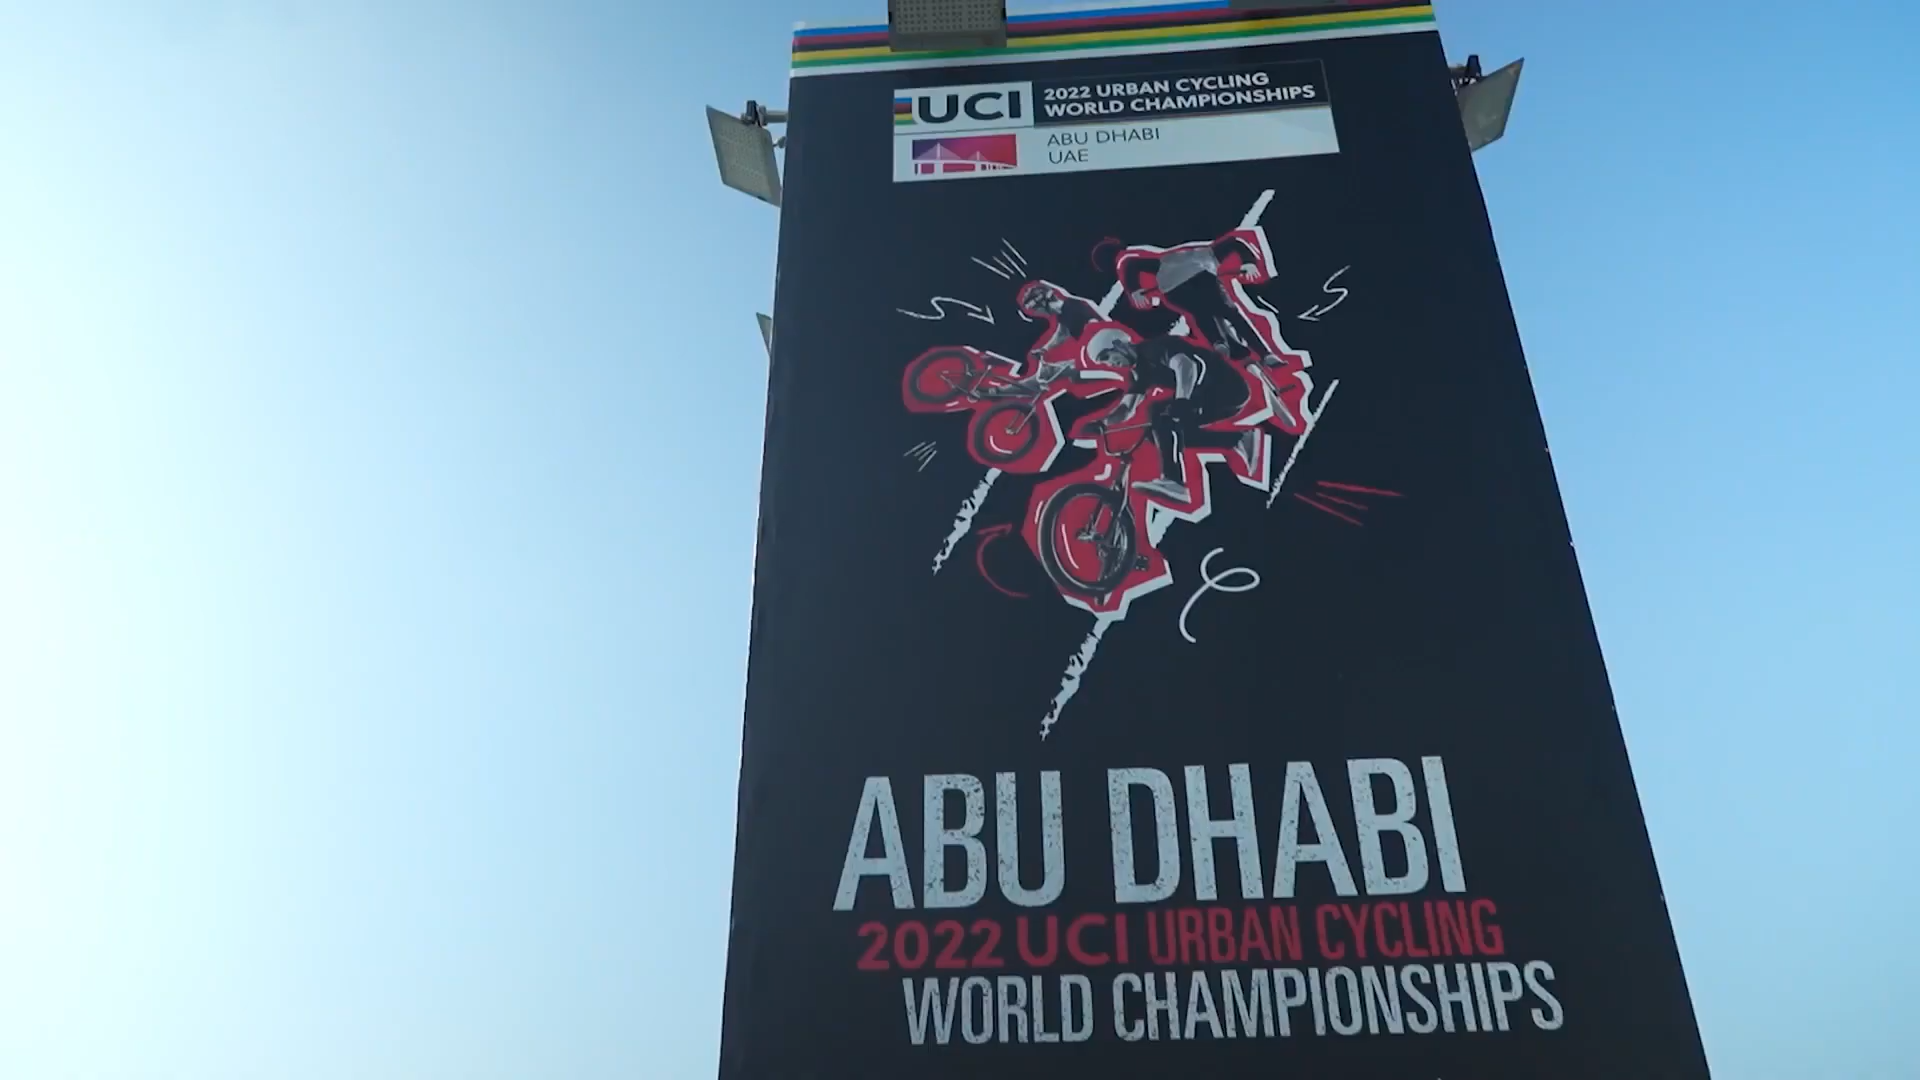 UCI
2022 URBAN CYCLING
WORLD CHAMPIONSHIPS
ABU DHABI
UAE
ABU DHABI
2022 UCI URBAN CYCLING
WORLD CHAMPIONSHIPS